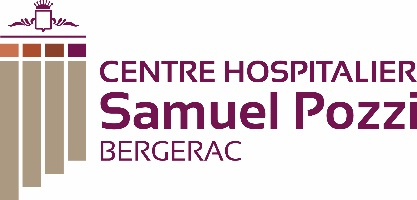 CENTRE HOSPITALIER
Samuel Pozzi
BERGERAC